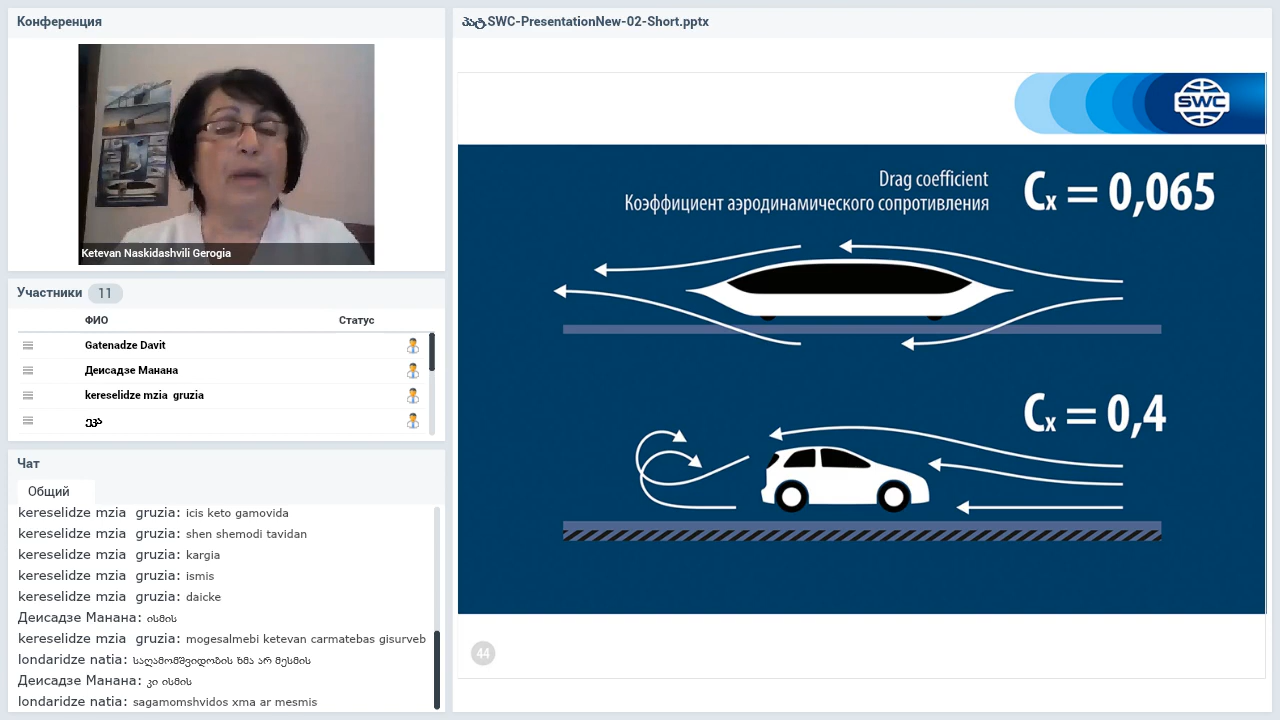 Конференция
Ketevan Naskidashvili Gerogia
Участники 11
ФИО Статус
Gatenadze Davit
Деисадзе Манана
kereselidze mzia gruzia
ევა
Чат
Общий
kereselidze mzia gruzia: icis keto gamovida
kereselidze mzia gruzia: shen shemodi tavidan
kereselidze mzia gruzia: kargia
kereselidze mzia gruzia: ismis
kereselidze mzia gruzia: daicke
Деисадзе Манана: ისმის
kereselidze mzia gruzia: mogesalmebi ketevan carmatebas gisurveb
londaridze natia: საღამომშვიდობის ხმა არ მესმის
Деисадзе Манана: კი ისმის
londaridze natia: sagamomshvidos xma ar mesmis
პატ.SWC-PresentationNew-02-Short.pptx
SWC
Drag coefficient
Коэффициент аэродинамического сопротивления
Cx = 0,065
Cx = 0,4
44